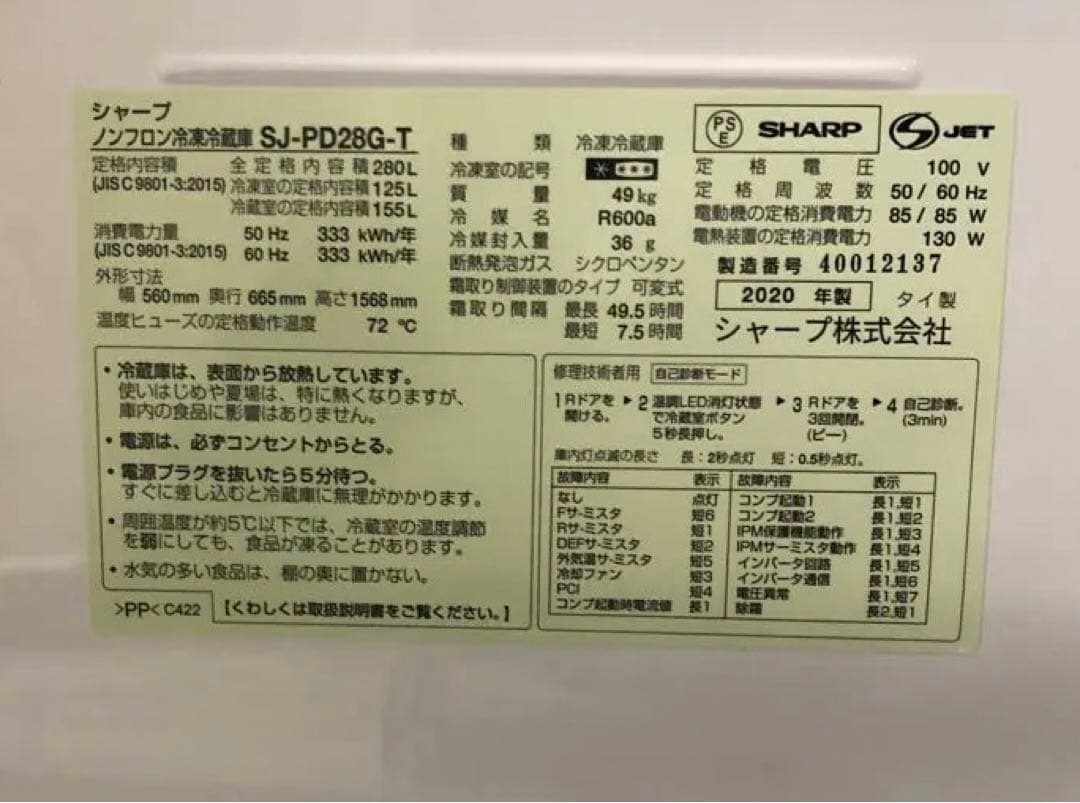 シャープ
ノンフロン冷凍冷蔵庫 SJ-PD28G-T
定格内容積 全定格内容積 280L
(JIS C 9801-3:2015) 冷凍室の定格内容積 125L
冷蔵室の定格内容積 155L
消費電力量 50 Hz 333 kWh/年
(JIS C 9801-3:2015) 60 Hz 333 kWh/年
外形寸法
幅 560mm 奥行 665mm 高さ 1568mm
温度ヒューズの定格動作温度 72 ℃
種類 冷凍冷蔵庫
冷凍室の記号
質量 49kg
冷媒名 R600a
冷媒封入量 36 g
断熱発泡ガス シクロペンタン
霜取り制御装置のタイプ 可変式
霜取り間隔 最長 49.5時間
最短 7.5時間
PSE SHARP JET
定格電圧 100 V
定格周波数 50 / 60 Hz
電動機の定格消費電力 85 / 85 W
電熱装置の定格消費電力 130 W
製造番号 40012137
2020 年製 タイ製
シャープ株式会社
・冷蔵庫は、表面から放熱しています。
使いはじめや夏場は、特に熱くなりますが、
庫内の食品に影響はありません。
・電源は、必ずコンセントからとる。
・電源プラグを抜いたら5分待つ。
すぐに差し込むと冷蔵庫に無理がかかります。
・周囲温度が約5℃以下では、冷蔵室の温度調節
を弱にしても、食品が凍ることがあります。
・水気の多い食品は、棚の奥に置かない。
>PP< C422 【くわしくは取扱説明書をご覧ください。】
修理技術者用 自己診断モード
1 Rドアを開ける。 ▶ 2 温調LED消灯状態で冷蔵室ボタン5秒長押し。 ▶ 3 Rドアを3回開閉。(ピー) ▶ 4 自己診断。(3min)
庫内灯点滅の長さ 長：2秒点灯 短：0.5秒点灯。
故障内容 表示 故障内容 表示
なし 点灯 コンプ起動1 長1,短1
Fサ-ミスタ 短6 コンプ起動2 長1,短2
Rサ-ミスタ 短1 IPM保護機能動作 長1,短3
DEFサ-ミスタ 短2 IPMサーミスタ動作 長1,短4
外気温サ-ミスタ 短5 インバータ回路 長1,短5
冷却ファン 短3 インバータ通信 長1,短6
PCI 短4 電圧異常 長1,短7
コンプ起動時電流値 長1 除霜 長2,短1